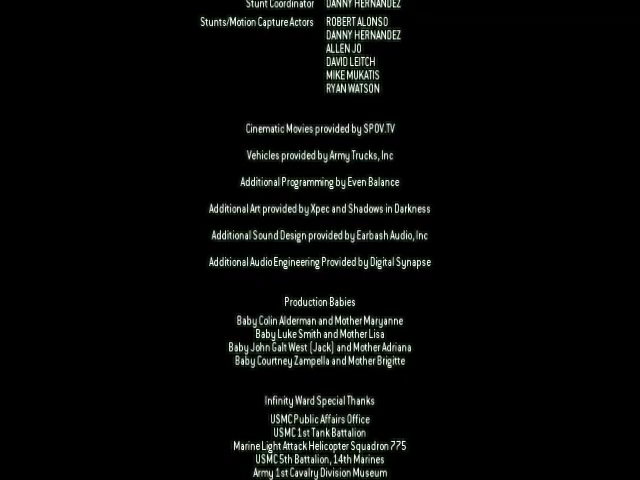 Stunt Coordinator DANNY HERNANDEZ
Stunts/Motion Capture Actors ROBERT ALONSO
DANNY HERNANDEZ
ALLEN JO
DAVID LEITCH
MIKE MUKATIS
RYAN WATSON
Cinematic Movies provided by SPOV.TV
Vehicles provided by Army Trucks, Inc
Additional Programming by Even Balance
Additional Art provided by Xpec and Shadows in Darkness
Additional Sound Design provided by Earbash Audio, Inc
Additional Audio Engineering Provided by Digital Synapse
Production Babies
Baby Colin Alderman and Mother Maryanne
Baby Luke Smith and Mother Lisa
Baby John Galt West (Jack) and Mother Adriana
Baby Courtney Zampella and Mother Brigitte
Infinity Ward Special Thanks
USMC Public Affairs Office
USMC 1st Tank Battalion
Marine Light Attack Helicopter Squadron 775
USMC 5th Battalion, 14th Marines
Army 1st Cavalry Division Museum